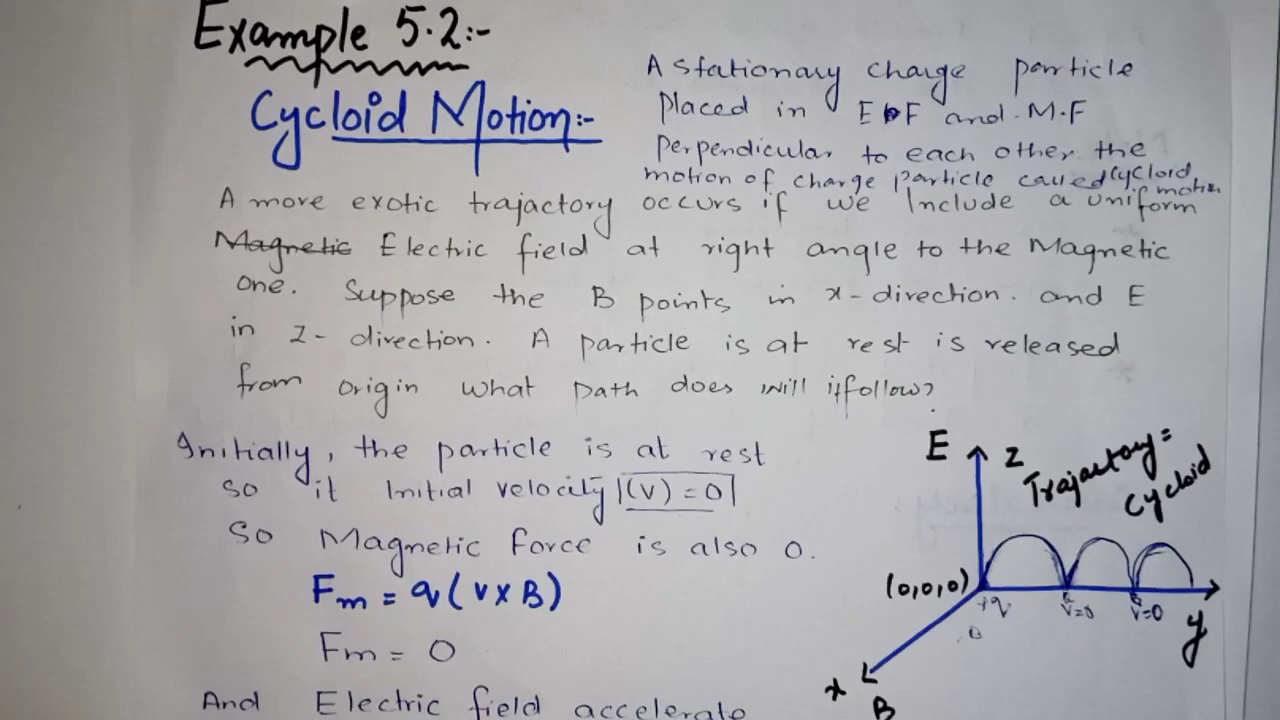 Example 5.2:-
Cycloid Motion:-
A stationary charge particle
placed in E F and M.F
perpendicular to each other the
motion of charge particle called cycloid
motion
A more exotic trajactory occurs if we Include a uniform
Magnetic Electric field at right angle to the Magnetic
one. Suppose the B points in x-direction. and E
in z- direction. A particle is at rest is released
from origin what path does will it follow?
Initially, the particle is at rest
so it Initial velocity |(v) = 0|
So Magnetic force is also 0.
Fm = q(v×B)
Fm = 0
And Electric field accelerate
E
z
Trajactory =
Cycloid
(0,0,0)
+q
v=0
v=0
y
x
B